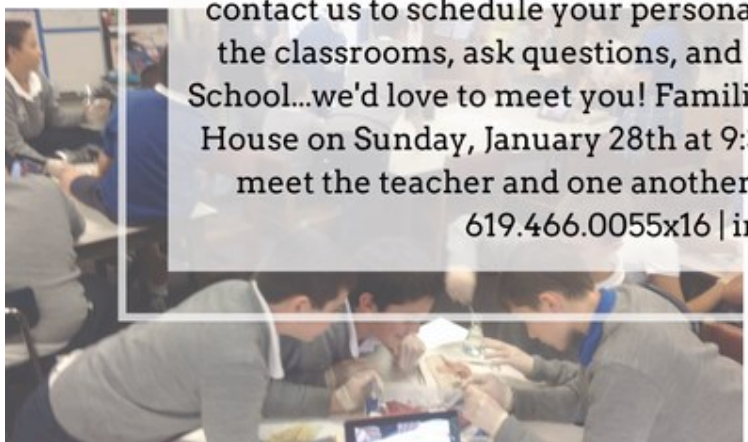 contact us to schedule your persona
the classrooms, ask questions, and
School...we'd love to meet you! Famili
House on Sunday, January 28th at 9:
meet the teacher and one another
619.466.0055x16 | i